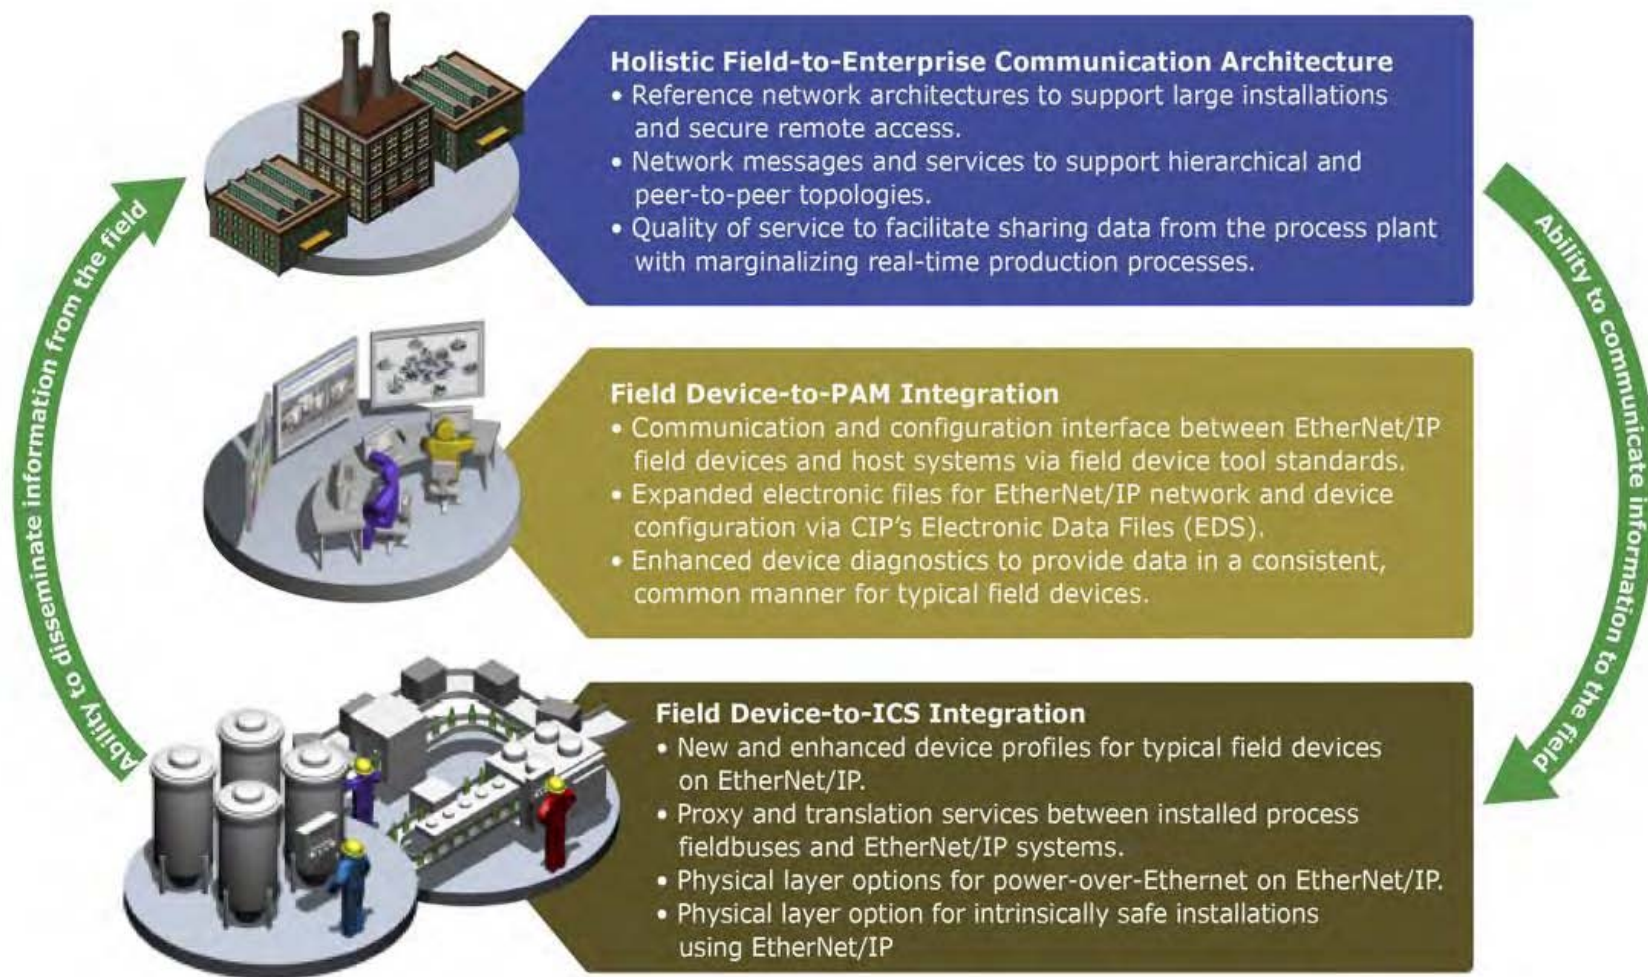 Holistic Field-to-Enterprise Communication Architecture
• Reference network architectures to support large installations
and secure remote access.
• Network messages and services to support hierarchical and
peer-to-peer topologies.
• Quality of service to facilitate sharing data from the process plant
with marginalizing real-time production processes.
Field Device-to-PAM Integration
• Communication and configuration interface between EtherNet/IP
field devices and host systems via field device tool standards.
• Expanded electronic files for EtherNet/IP network and device
configuration via CIP's Electronic Data Files (EDS).
• Enhanced device diagnostics to provide data in a consistent,
common manner for typical field devices.
Field Device-to-ICS Integration
• New and enhanced device profiles for typical field devices
on EtherNet/IP.
• Proxy and translation services between installed process
fieldbuses and EtherNet/IP systems.
• Physical layer options for power-over-Ethernet on EtherNet/IP.
• Physical layer option for intrinsically safe installations
using EtherNet/IP
Ability to disseminate information from the field
Ability to communicate information to the field